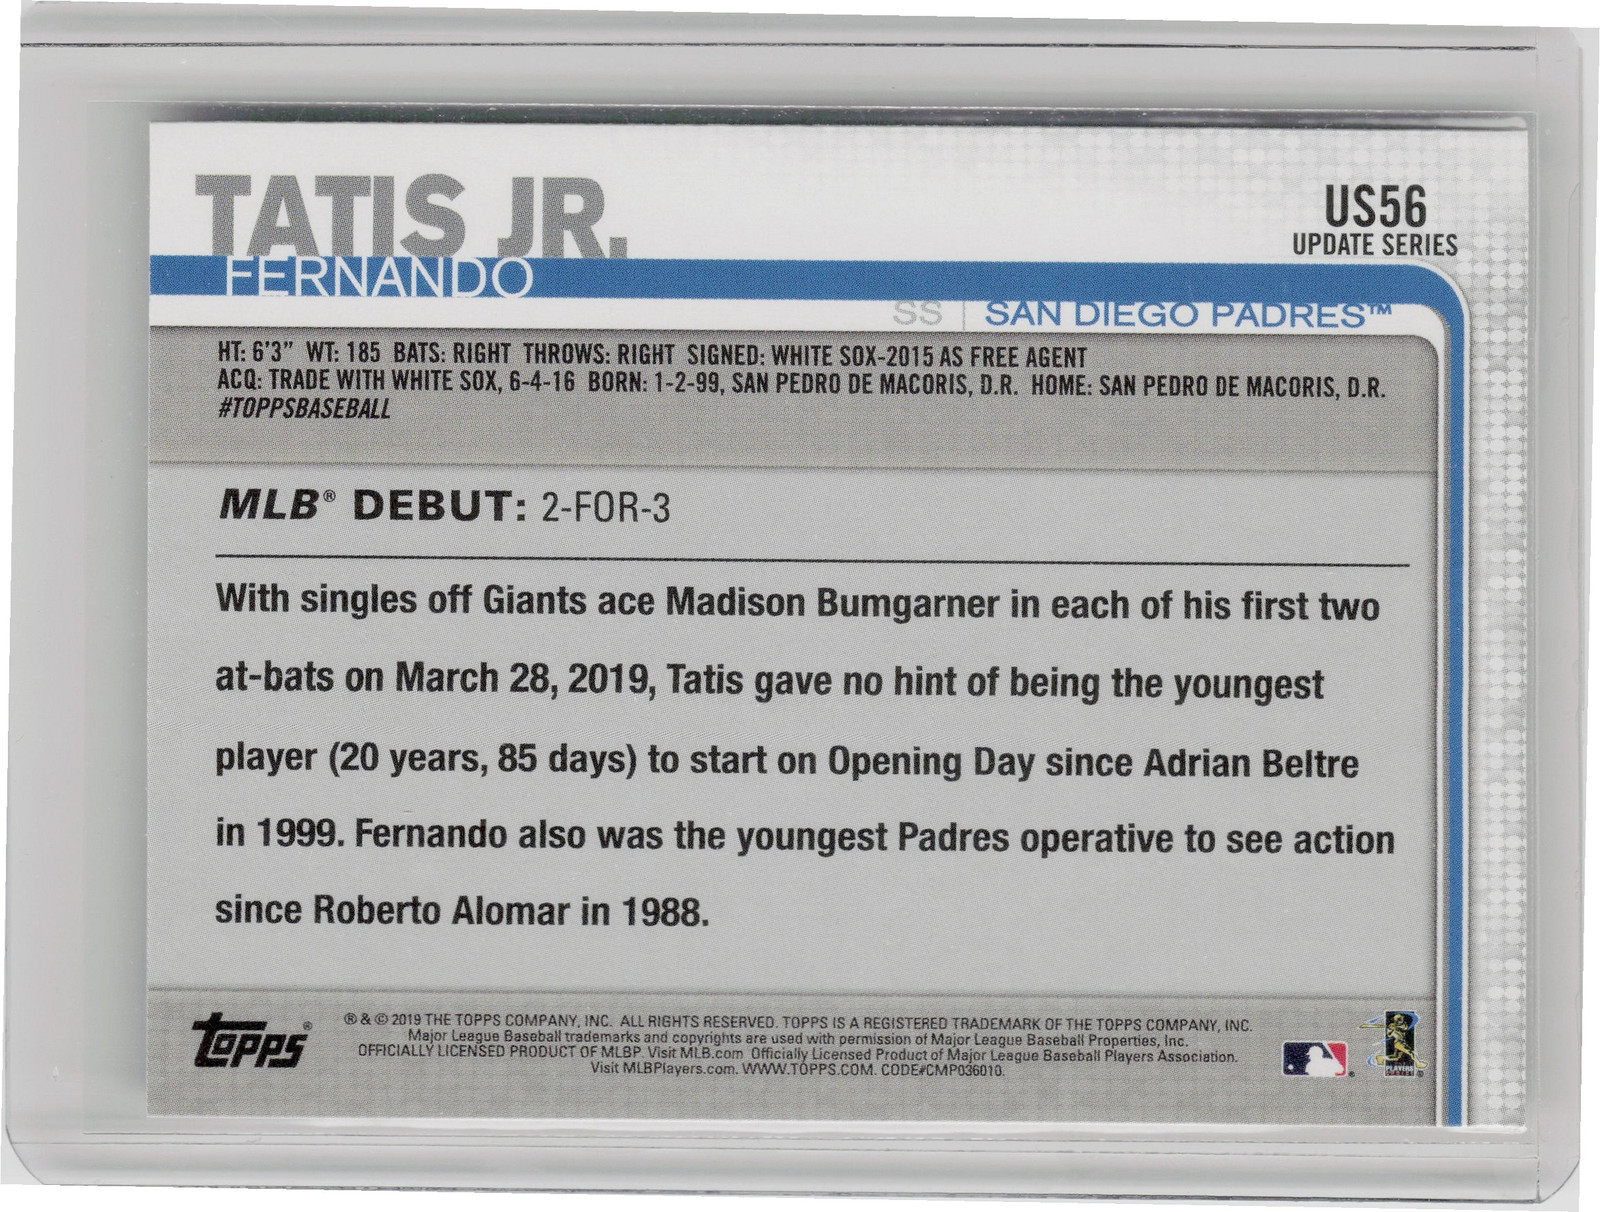 TATIS JR.
FERNANDO
US56
UPDATE SERIES
SS | SAN DIEGO PADRES™
HT: 6'3" WT: 185 BATS: RIGHT THROWS: RIGHT SIGNED: WHITE SOX-2015 AS FREE AGENT
ACQ: TRADE WITH WHITE SOX, 6-4-16 BORN: 1-2-99, SAN PEDRO DE MACORIS, D.R. HOME: SAN PEDRO DE MACORIS, D.R.
#TOPPSBASEBALL
MLB® DEBUT: 2-FOR-3
With singles off Giants ace Madison Bumgarner in each of his first two
at-bats on March 28, 2019, Tatis gave no hint of being the youngest
player (20 years, 85 days) to start on Opening Day since Adrian Beltre
in 1999. Fernando also was the youngest Padres operative to see action
since Roberto Alomar in 1988.
topps®
® & © 2019 THE TOPPS COMPANY, INC. ALL RIGHTS RESERVED. TOPPS IS A REGISTERED TRADEMARK OF THE TOPPS COMPANY, INC.
Major League Baseball trademarks and copyrights are used with permission of Major League Baseball Properties, Inc.
OFFICIALLY LICENSED PRODUCT OF MLBP. Visit MLB.com Officially Licensed Product of Major League Baseball Players Association.
Visit MLBPlayers.com. WWW.TOPPS.COM. CODE#CMP036010.
PLAYERS